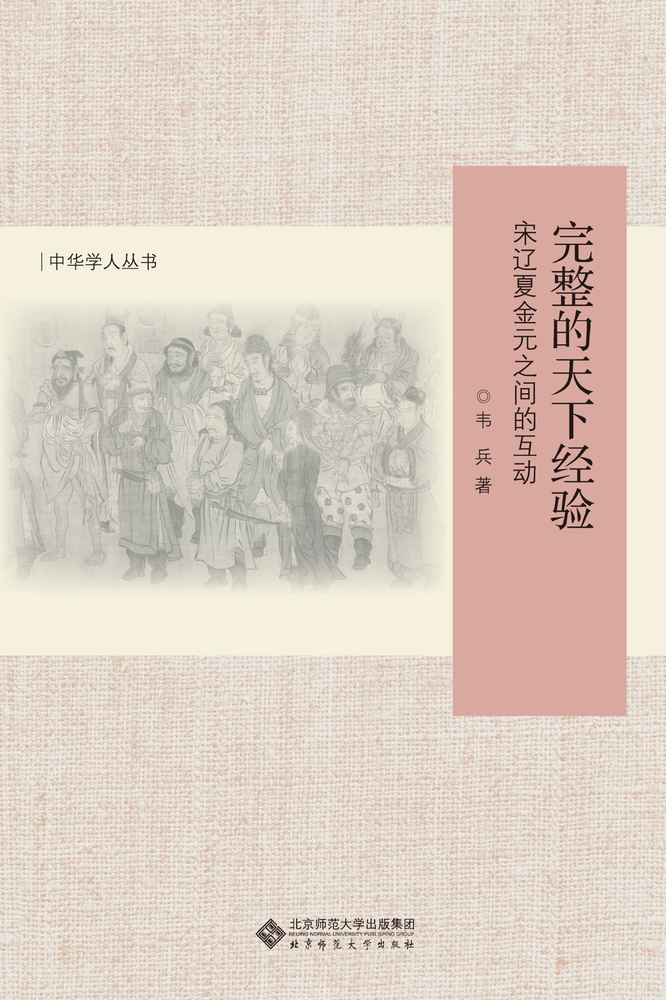 中华学人丛书
完整的天下经验
宋辽夏金元之间的互动
◎韦 兵 著
北京师范大学出版集团
BEIJING NORMAL UNIVERSITY PUBLISHING GROUP
北京师范大学出版社